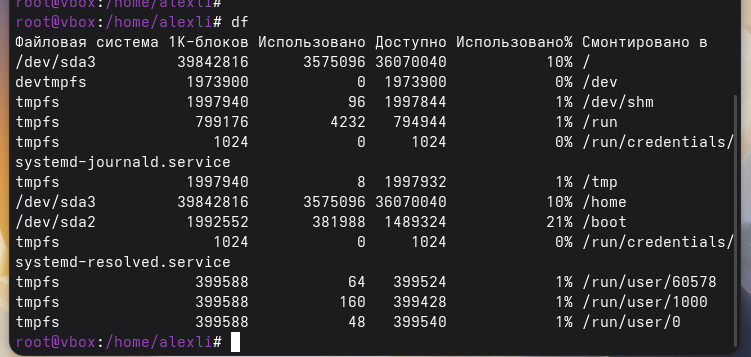 root@vbox:/home/alexli#
root@vbox:/home/alexli# df
Файловая система 1K-блоков Использовано Доступно Использовано% Смонтировано в
/dev/sda3 39842816 3575096 36070040 10% /
devtmpfs 1973900 0 1973900 0% /dev
tmpfs 1997940 96 1997844 1% /dev/shm
tmpfs 799176 4232 794944 1% /run
tmpfs 1024 0 1024 0% /run/credentials/
systemd-journald.service
tmpfs 1997940 8 1997932 1% /tmp
/dev/sda3 39842816 3575096 36070040 10% /home
/dev/sda2 1992552 381988 1489324 21% /boot
tmpfs 1024 0 1024 0% /run/credentials/
systemd-resolved.service
tmpfs 399588 64 399524 1% /run/user/60578
tmpfs 399588 160 399428 1% /run/user/1000
tmpfs 399588 48 399540 1% /run/user/0
root@vbox:/home/alexli#